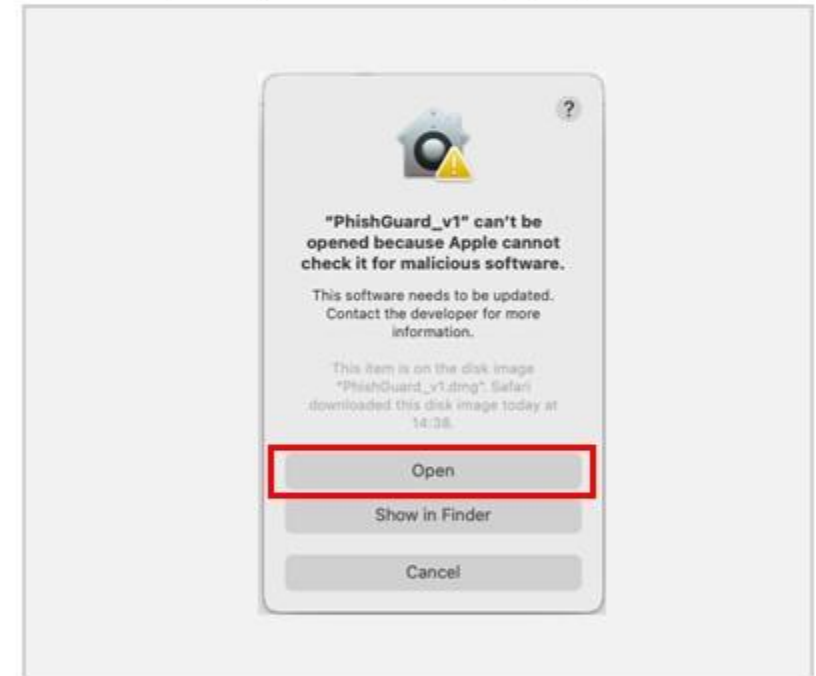 ?
"PhishGuard_v1" can't be
opened because Apple cannot
check it for malicious software.
This software needs to be updated.
Contact the developer for more
information.
This item is on the disk image
"PhishGuard_v1.dmg". Safari
downloaded this disk image today at
14:38.
Open
Show in Finder
Cancel